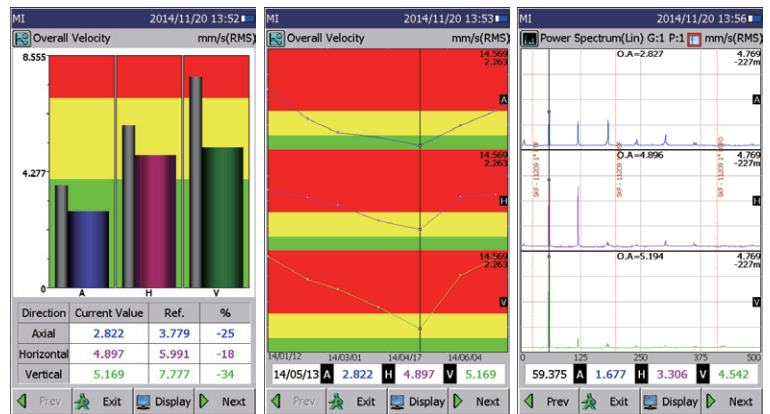 MI 2014/11/20 13:52
Overall Velocity mm/s(RMS)
8.555
4.277
0
A H V
Direction Current Value Ref. %
Axial 2.822 3.779 -25
Horizontal 4.897 5.991 -18
Vertical 5.169 7.777 -34
Prev Exit Display Next
MI 2014/11/20 13:53
Overall Velocity mm/s(RMS)
14.569
2.263
A
14.569
2.263
H
14.569
2.263
V
14/01/12 14/03/01 14/04/17 14/06/04
14/05/13 A 2.822 H 4.897 V 5.169
Prev Exit Display Next
MI 2014/11/20 13:56
Power Spectrum(Lin) G:1 P:1 mm/s(RMS)
O.A=2.827 4.769
-227m
A
O.A=4.896 4.769
-227m
H
O.A=5.194 4.769
-227m
V
0 125 250 375 500
59.375 A 1.677 H 3.306 V 4.542
Prev Exit Display Next